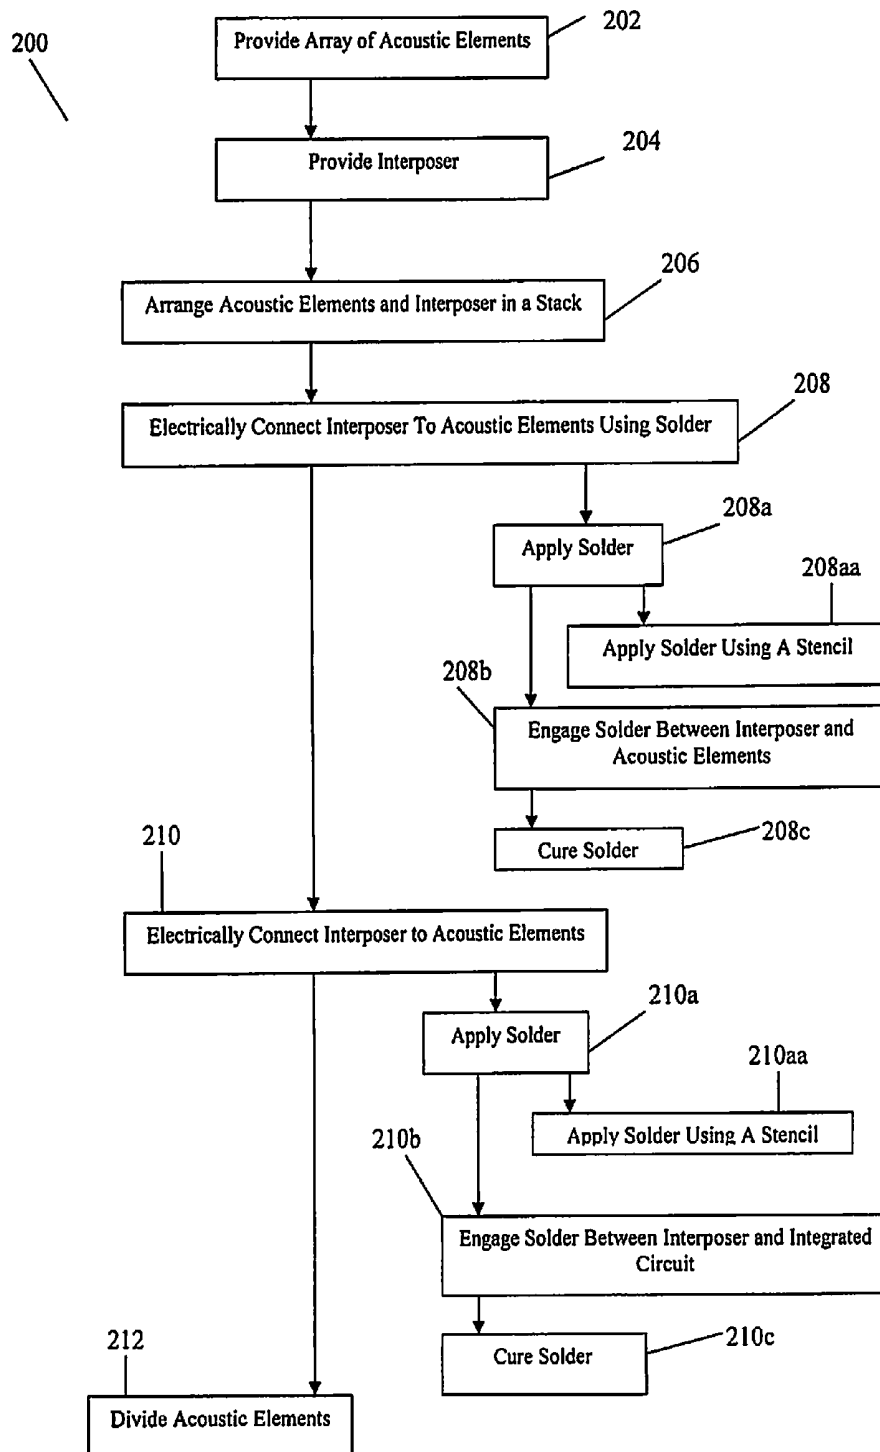 200
Provide Array of Acoustic Elements
202
Provide Interposer
204
Arrange Acoustic Elements and Interposer in a Stack
206
Electrically Connect Interposer To Acoustic Elements Using Solder
208
Apply Solder
208a
208aa
Apply Solder Using A Stencil
208b
Engage Solder Between Interposer and
Acoustic Elements
Cure Solder
208c
210
Electrically Connect Interposer to Acoustic Elements
Apply Solder
210a
210aa
Apply Solder Using A Stencil
210b
Engage Solder Between Interposer and Integrated
Circuit
Cure Solder
210c
212
Divide Acoustic Elements